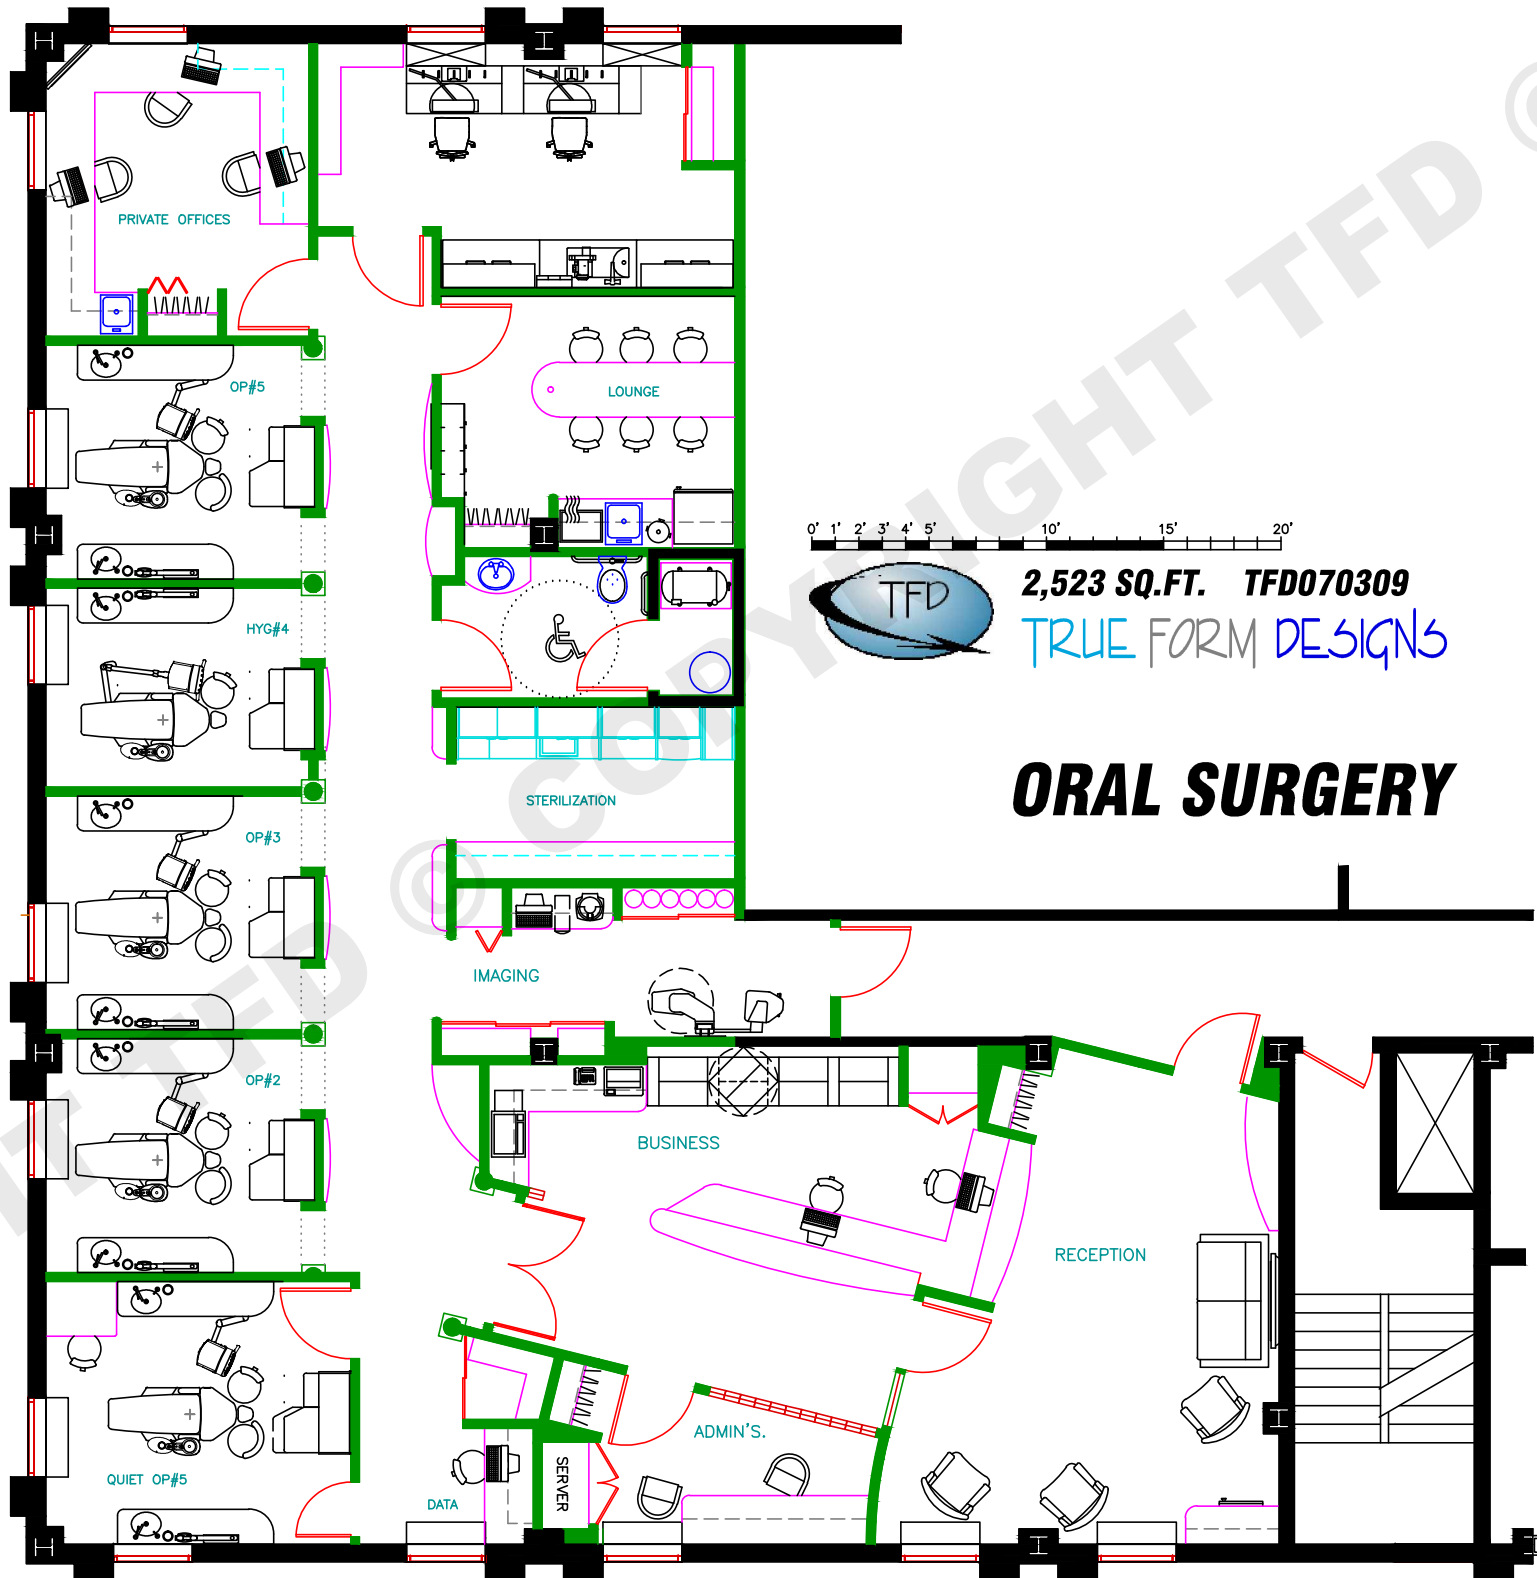 PRIVATE OFFICES
OP#5
LOUNGE
0' 1' 2' 3' 4' 5' 10' 15' 20'
TFD
2,523 SQ.FT. TFD070309
TRUE FORM DESIGNS
HYG#4
ORAL SURGERY
STERILIZATION
OP#3
IMAGING
OP#2
BUSINESS
RECEPTION
ADMIN'S.
QUIET OP#5
SERVER
DATA
TFD © COPYRIGHT TFD ©